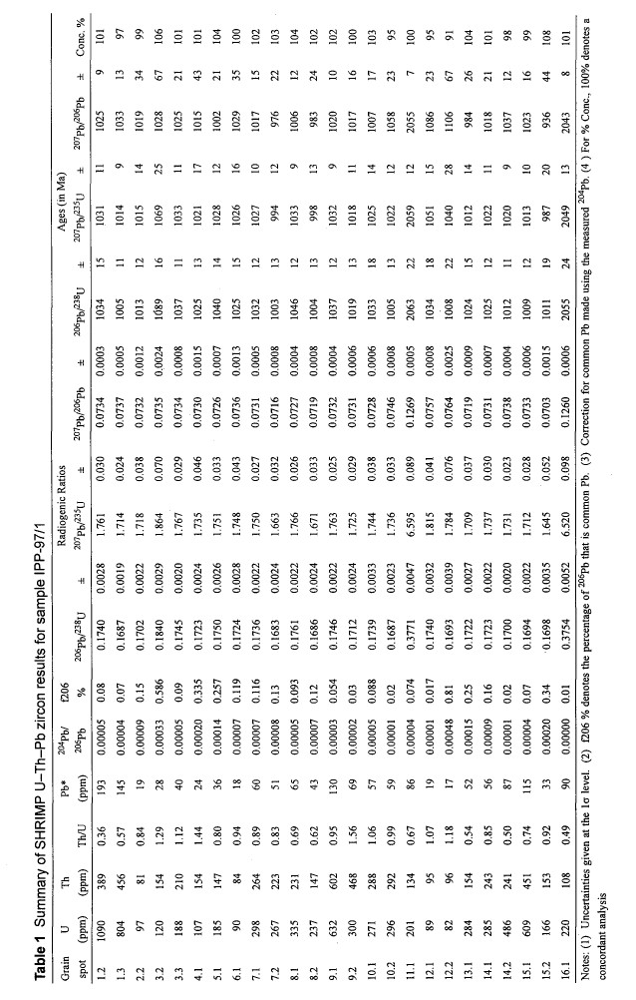 Table 1 Summary of SHRIMP U–Th–Pb zircon results for sample IPP-97/1
Radiogenic Ratios Ages (in Ma)
Grain U Th Th/U Pb* 204Pb/ f206 206Pb/238U ± 207Pb/235U ± 207Pb/206Pb ± 206Pb/238U ± 207Pb/235U ± 207Pb/206Pb ± Conc. %
spot (ppm) (ppm) (ppm) 206Pb %
1.2 1090 389 0.36 193 0.00005 0.08 0.1740 0.0028 1.761 0.030 0.0734 0.0003 1034 15 1031 11 1025 9 101
1.3 804 456 0.57 145 0.00004 0.07 0.1687 0.0019 1.714 0.024 0.0737 0.0005 1005 11 1014 9 1033 13 97
2.2 97 81 0.84 19 0.00009 0.15 0.1702 0.0022 1.718 0.038 0.0732 0.0012 1013 12 1015 14 1019 34 99
3.2 120 154 1.29 28 0.00033 0.586 0.1840 0.0029 1.864 0.070 0.0735 0.0024 1089 16 1069 25 1028 67 106
3.3 188 210 1.12 40 0.00005 0.09 0.1745 0.0020 1.767 0.029 0.0734 0.0008 1037 11 1033 11 1025 21 101
4.1 107 154 1.44 24 0.00020 0.335 0.1723 0.0024 1.735 0.046 0.0730 0.0015 1025 13 1021 17 1015 43 101
5.1 185 147 0.80 36 0.00014 0.257 0.1750 0.0026 1.751 0.033 0.0726 0.0007 1040 14 1028 12 1002 21 104
6.1 90 84 0.94 18 0.00007 0.119 0.1724 0.0028 1.748 0.043 0.0736 0.0013 1025 15 1026 16 1029 35 100
7.1 298 264 0.89 60 0.00007 0.116 0.1736 0.0022 1.750 0.027 0.0731 0.0005 1032 12 1027 10 1017 15 102
7.2 267 223 0.83 51 0.00008 0.13 0.1683 0.0024 1.663 0.032 0.0716 0.0008 1003 13 994 12 976 22 103
8.1 335 231 0.69 65 0.00005 0.093 0.1761 0.0022 1.766 0.026 0.0727 0.0004 1046 12 1033 9 1006 12 104
8.2 237 147 0.62 43 0.00007 0.12 0.1686 0.0024 1.671 0.033 0.0719 0.0008 1004 13 998 13 983 24 102
9.1 632 602 0.95 130 0.00003 0.054 0.1746 0.0022 1.763 0.025 0.0732 0.0004 1037 12 1032 9 1020 10 102
9.2 300 468 1.56 69 0.00002 0.03 0.1712 0.0024 1.725 0.029 0.0731 0.0006 1019 13 1018 11 1017 16 100
10.1 271 288 1.06 57 0.00005 0.088 0.1739 0.0033 1.744 0.038 0.0728 0.0006 1033 18 1025 14 1007 17 103
10.2 296 292 0.99 59 0.00001 0.02 0.1687 0.0023 1.736 0.033 0.0746 0.0008 1005 13 1022 12 1058 23 95
11.1 201 134 0.67 86 0.00004 0.074 0.3771 0.0047 6.595 0.089 0.1269 0.0005 2063 22 2059 12 2055 7 100
12.1 89 95 1.07 19 0.00001 0.017 0.1740 0.0032 1.815 0.041 0.0757 0.0008 1034 18 1051 15 1086 23 95
12.2 82 96 1.18 17 0.00048 0.81 0.1693 0.0039 1.784 0.076 0.0764 0.0025 1008 22 1040 28 1106 67 91
13.1 284 154 0.54 52 0.00015 0.25 0.1722 0.0027 1.709 0.037 0.0719 0.0009 1024 15 1012 14 984 26 104
14.1 285 243 0.85 56 0.00009 0.16 0.1723 0.0022 1.737 0.030 0.0731 0.0007 1025 12 1022 11 1018 21 101
14.2 486 241 0.50 87 0.00001 0.02 0.1700 0.0020 1.731 0.023 0.0738 0.0004 1012 11 1020 9 1037 12 98
15.1 609 451 0.74 115 0.00004 0.07 0.1694 0.0022 1.712 0.028 0.0733 0.0006 1009 12 1013 10 1023 16 99
15.2 166 153 0.92 33 0.00020 0.34 0.1698 0.0035 1.645 0.052 0.0703 0.0015 1011 19 987 20 936 44 108
16.1 220 108 0.49 90 0.00000 0.01 0.3754 0.0052 6.520 0.098 0.1260 0.0006 2055 24 2049 13 2043 8 101
Notes: (1) Uncertainties given at the 1σ level. (2) f206 % denotes the percentage of 206Pb that is common Pb. (3) Correction for common Pb made using the measured 204Pb. (4 ) For % Conc., 100% denotes a
concordant analysis